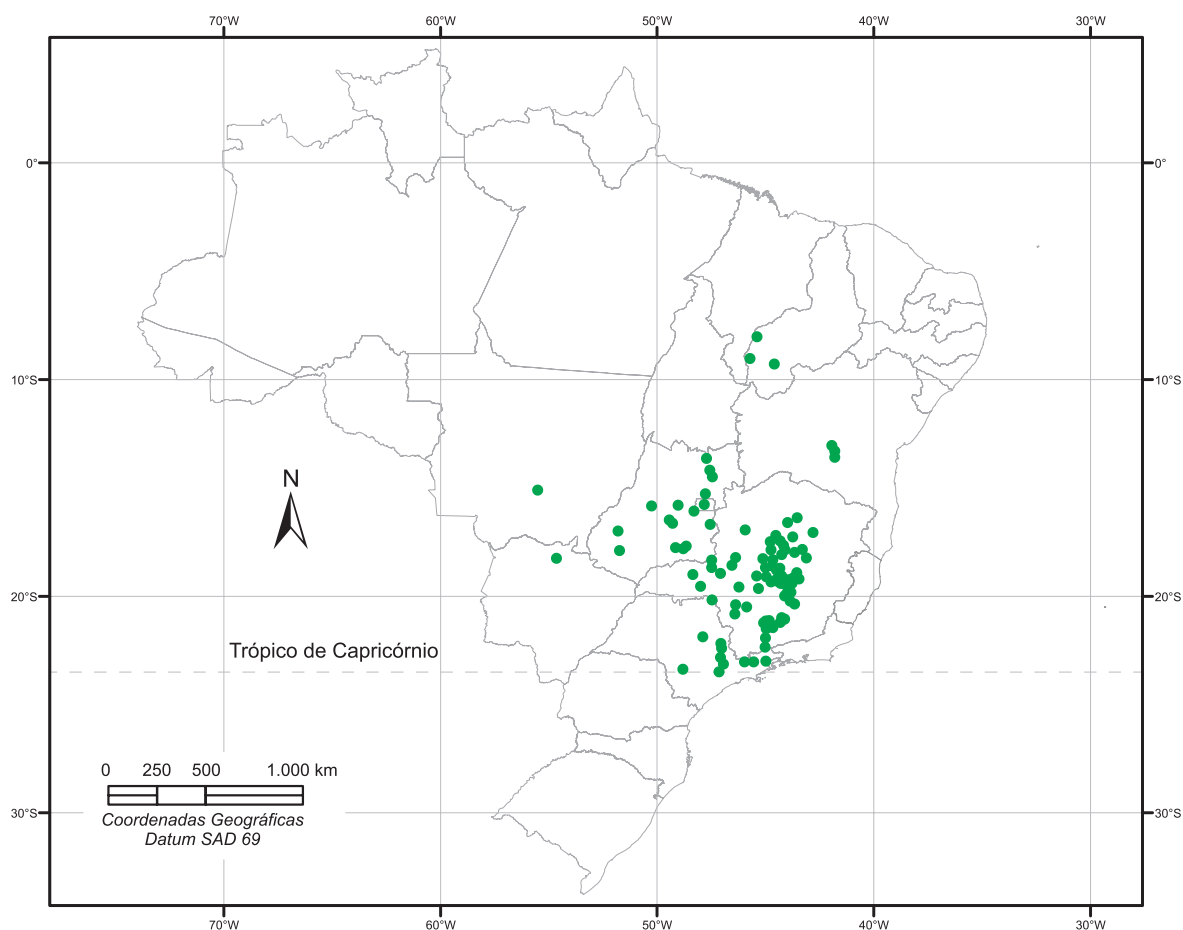 70°W 60°W 50°W 40°W 30°W
0° 0°
10°S 10°S
N
20°S 20°S
Trópico de Capricórnio
0 250 500 1.000 km
30°S 30°S
Coordenadas Geográficas
Datum SAD 69
70°W 60°W 50°W 40°W 30°W